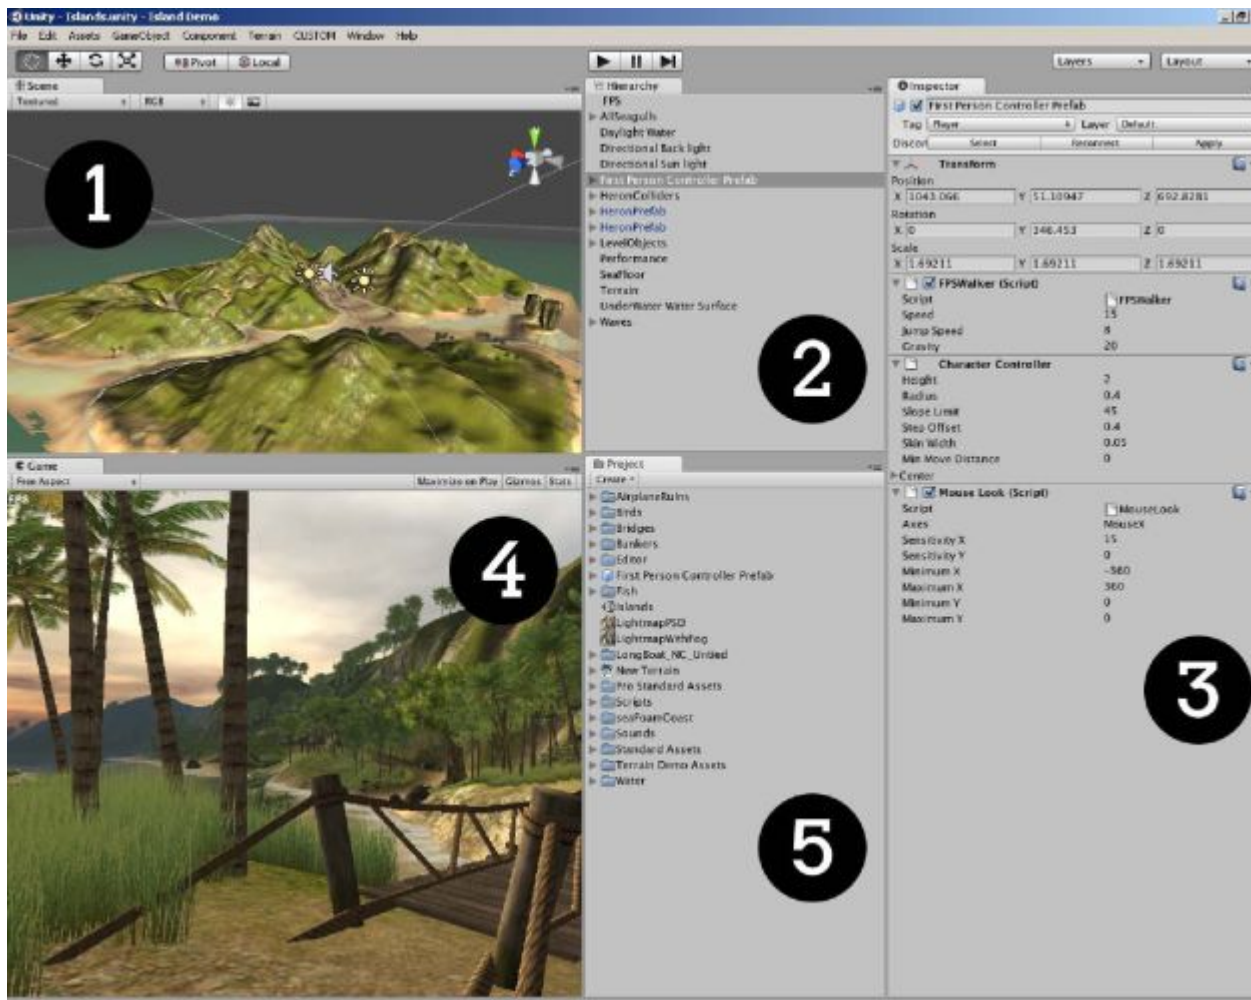 Unity - Islands.unity - Island Demo
File Edit Assets GameObject Component Terrain CUSTOM Window Help
Pivot Local
Layers Layout
Scene
Textured RGB
1
Hierarchy
FPS
AllSeagulls
Daylight Water
Directional Back light
Directional Sun light
First Person Controller Prefab
HeronColliders
HeronPrefab
HeronPrefab
LevelObjects
Performance
SeaFloor
Terrain
UnderWater Water Surface
Waves
2
Inspector
First Person Controller Prefab
Tag Player Layer Default
Discon Select Reconnect Apply
Transform
Position
X 1043.066 Y 51.10947 Z 692.8281
Rotation
X 0 Y 346.453 Z 0
Scale
X 1.69211 Y 1.69211 Z 1.69211
FPSWalker (Script)
Script FPSWalker
Speed 15
Jump Speed 8
Gravity 20
Character Controller
Height 2
Radius 0.4
Slope Limit 45
Step Offset 0.4
Skin Width 0.05
Min Move Distance 0
Center
Mouse Look (Script)
Script MouseLook
Axes MouseX
Sensitivity X 15
Sensitivity Y 0
Minimum X -360
Maximum X 360
Minimum Y 0
Maximum Y 0
3
Game
Free Aspect Maximize on Play Gizmos Stats
FPS
4
Project
Create
AirplaneRuins
Birds
Bridges
Bunkers
Editor
First Person Controller Prefab
Fish
Islands
LightmapPSD
LightmapWithFog
LongBoat_NC_Untied
New Terrain
Pro Standard Assets
Scripts
seaFoamCoast
Sounds
Standard Assets
Terrain Demo Assets
Water
5